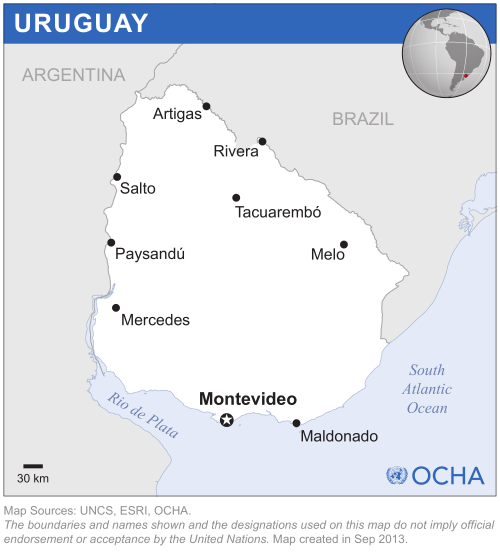 URUGUAY
ARGENTINA
BRAZIL
Artigas
Rivera
Salto
Tacuarembó
Paysandú
Melo
Mercedes
South
Atlantic
Ocean
Montevideo
Rio de Plata
Maldonado
30 km
OCHA
Map Sources: UNCS, ESRI, OCHA.
The boundaries and names shown and the designations used on this map do not imply official
endorsement or acceptance by the United Nations. Map created in Sep 2013.